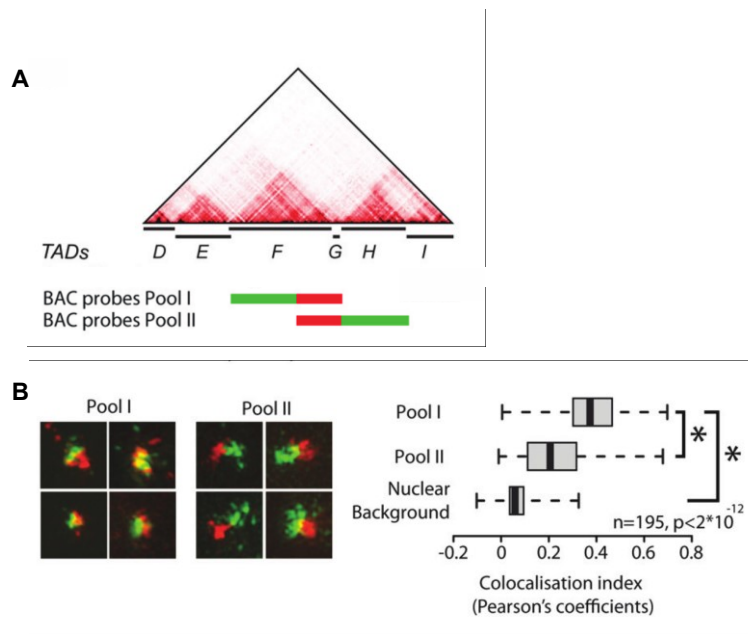 A
TADs D E F G H I
BAC probes Pool I
BAC probes Pool II
B
Pool I Pool II
Pool I
Pool II
Nuclear
Background
*
*
n=195, p<2*10-12
-0.2 0 0.2 0.4 0.6 0.8
Colocalisation index
(Pearson's coefficients)